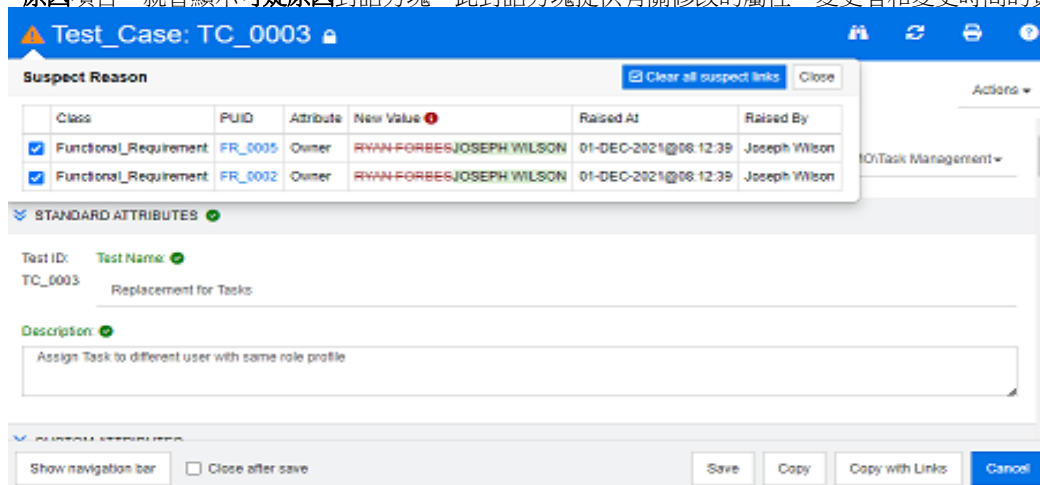 Test_Case: TC_0003
Suspect Reason Clear all suspect links Close
Actions
Class PUID Attribute New Value Raised At Raised By
Functional_Requirement FR_0005 Owner RYAN FORBESJOSEPH WILSON 01-DEC-2021@08:12:39 Joseph Wilson
Functional_Requirement FR_0002 Owner RYAN FORBESJOSEPH WILSON 01-DEC-2021@08:12:39 Joseph Wilson
Task Management
STANDARD ATTRIBUTES
Test ID: Test Name:
TC_0003 Replacement for Tasks
Description:
Assign Task to different user with same role profile
Show navigation bar Close after save Save Copy Copy with Links Cancel